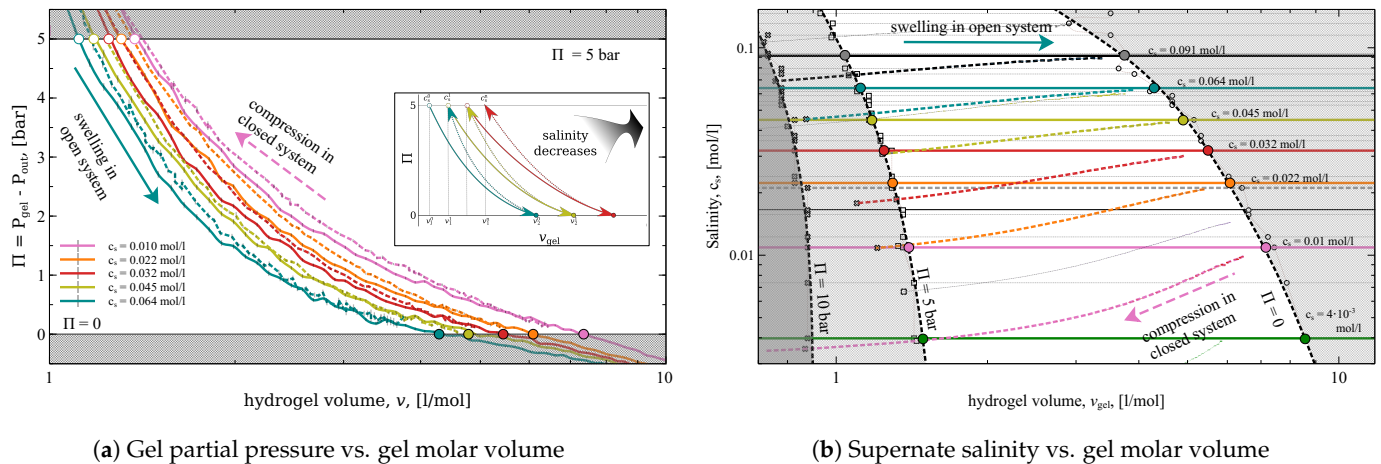 5
4
3
2
1
0
Π = P_gel - P_out, [bar]
Π = 5 bar
swelling in
open system
compression in
closed system
5
0
Π
salinity
decreases
ν_gel
c_s = 0.010 mol/l
c_s = 0.022 mol/l
c_s = 0.032 mol/l
c_s = 0.045 mol/l
c_s = 0.064 mol/l
Π = 0
1
10
hydrogel volume, ν, [l/mol]
(a) Gel partial pressure vs. gel molar volume
0.1
0.01
Salinity, c_s, [mol/l]
swelling in open system
c_s = 0.091 mol/l
c_s = 0.064 mol/l
c_s = 0.045 mol/l
c_s = 0.032 mol/l
c_s = 0.022 mol/l
c_s = 0.01 mol/l
c_s = 4·10⁻³
mol/l
Π = 10 bar
Π = 5 bar
Π = 0
compression in
closed system
1
10
hydrogel volume, ν_gel, [l/mol]
(b) Supernate salinity vs. gel molar volume